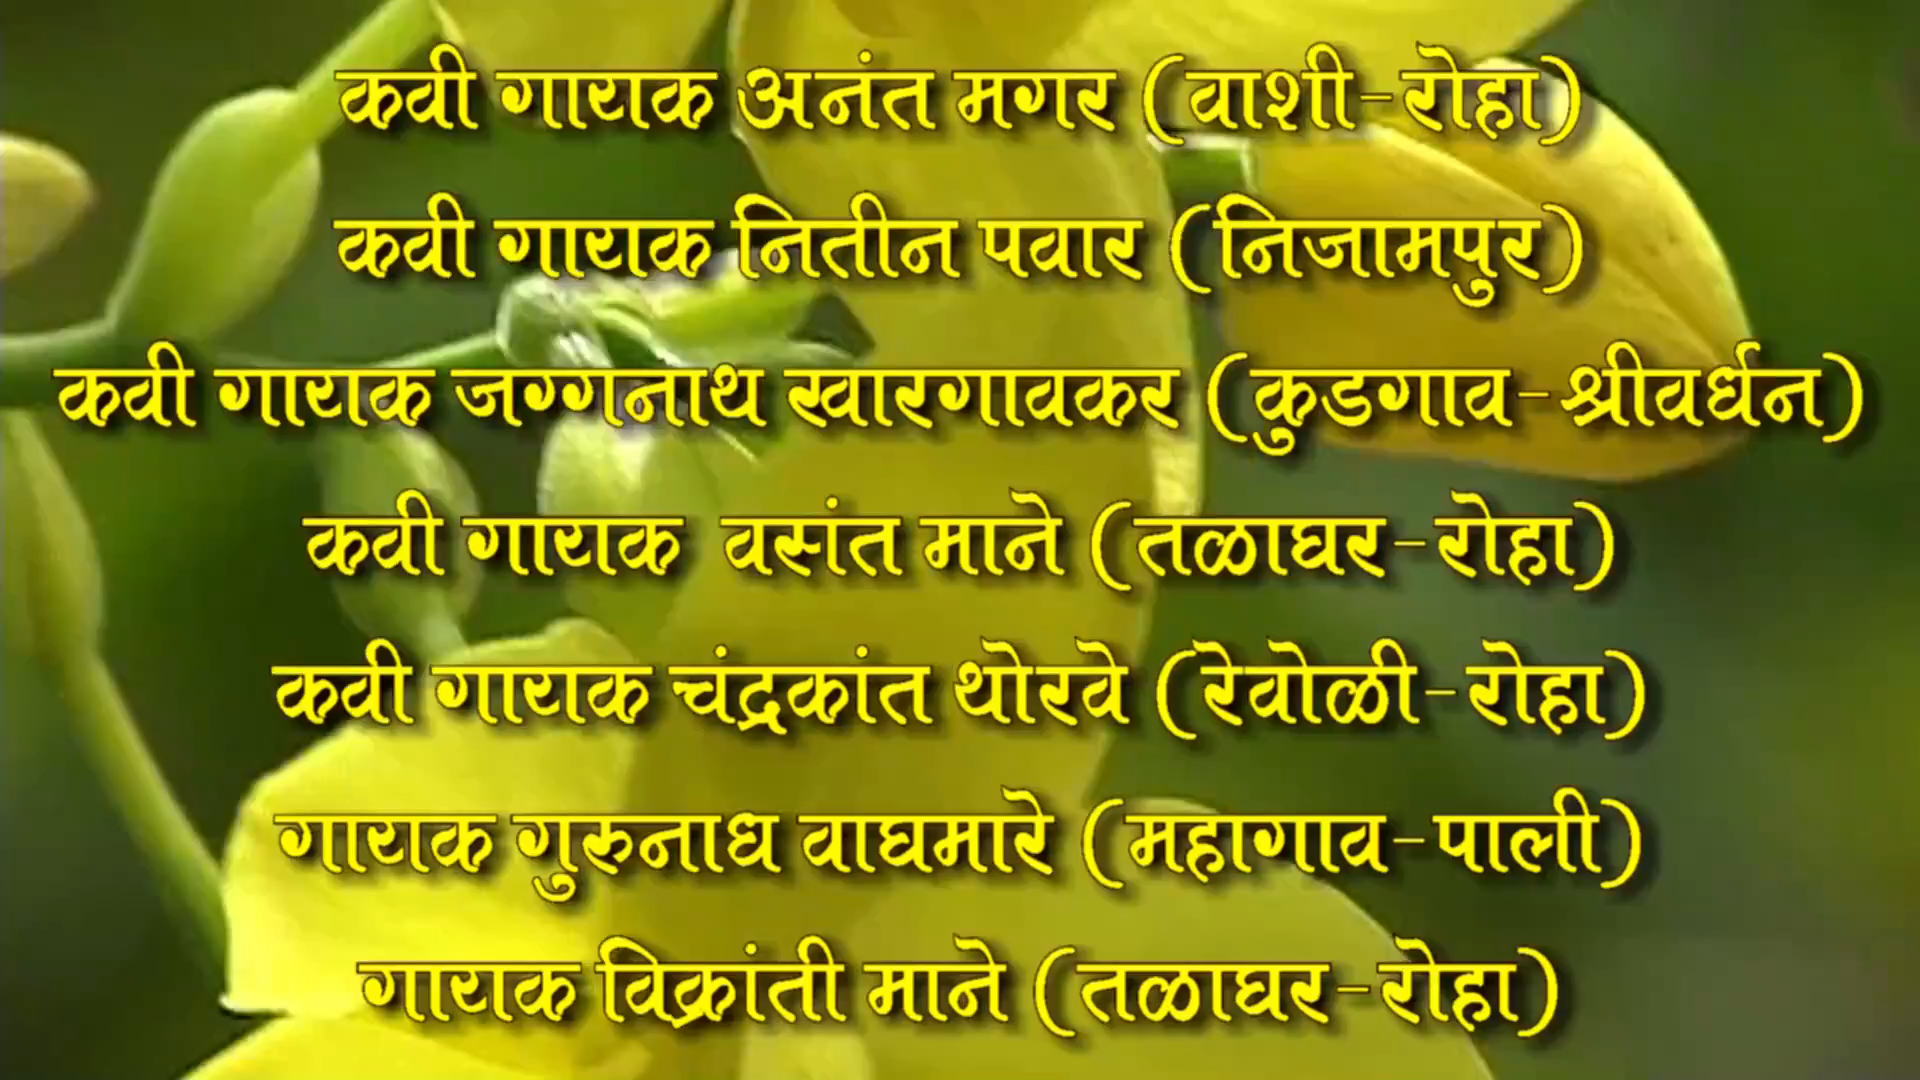 कवी गायक अनंत मगर (वाशी-रोहा)
कवी गायक नितीन पवार (निजामपुर)
कवी गायक जग्गनाथ खारगावकर (कुडगाव-श्रीवर्धन)
कवी गायक वसंत माने (तळाघर-रोहा)
कवी गायक चंद्रकांत थोरवे (रेवोळी-रोहा)
गायक गुरुनाध वाघमारे (महागाव-पाली)
गायक विक्रांती माने (तळाघर-रोहा)